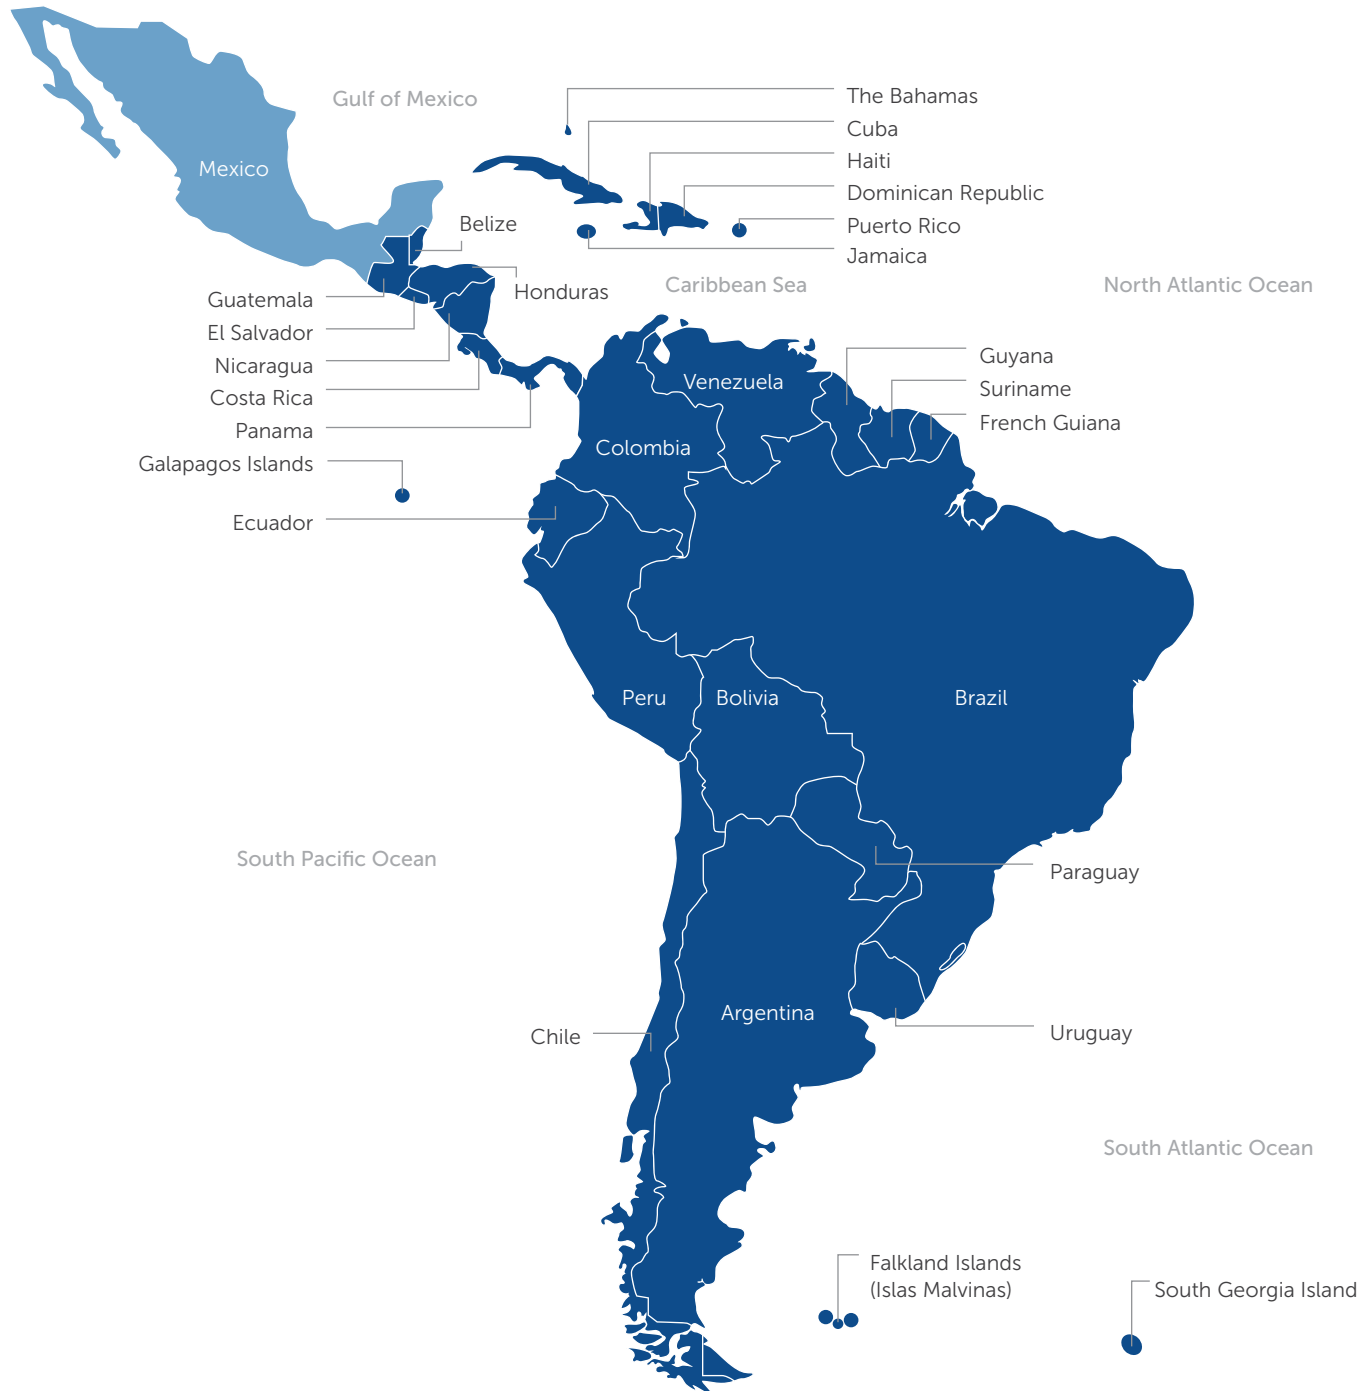 The Bahamas
Gulf of Mexico
Cuba
Haiti
Mexico
Dominican Republic
Belize
Puerto Rico
Jamaica
Caribbean Sea
North Atlantic Ocean
Honduras
Guatemala
El Salvador
Guyana
Nicaragua
Venezuela
Suriname
Costa Rica
French Guiana
Panama
Colombia
Galapagos Islands
Ecuador
Peru
Bolivia
Brazil
South Pacific Ocean
Paraguay
Argentina
Chile
Uruguay
South Atlantic Ocean
Falkland Islands
(Islas Malvinas)
South Georgia Island